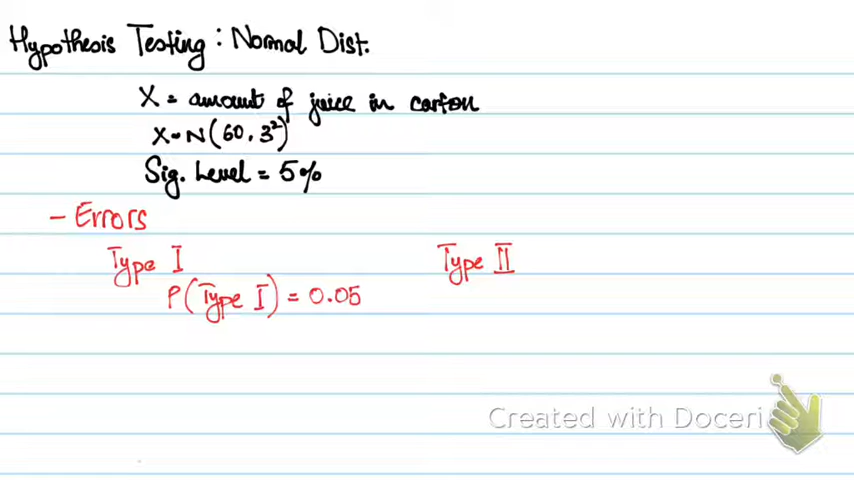 Hypothesis Testing : Normal Dist.
X = amount of juice in carton
X ~ N(60, 3²)
Sig. Level = 5%
- Errors
Type I
Type II
P(Type I) = 0.05
Created with Doceri